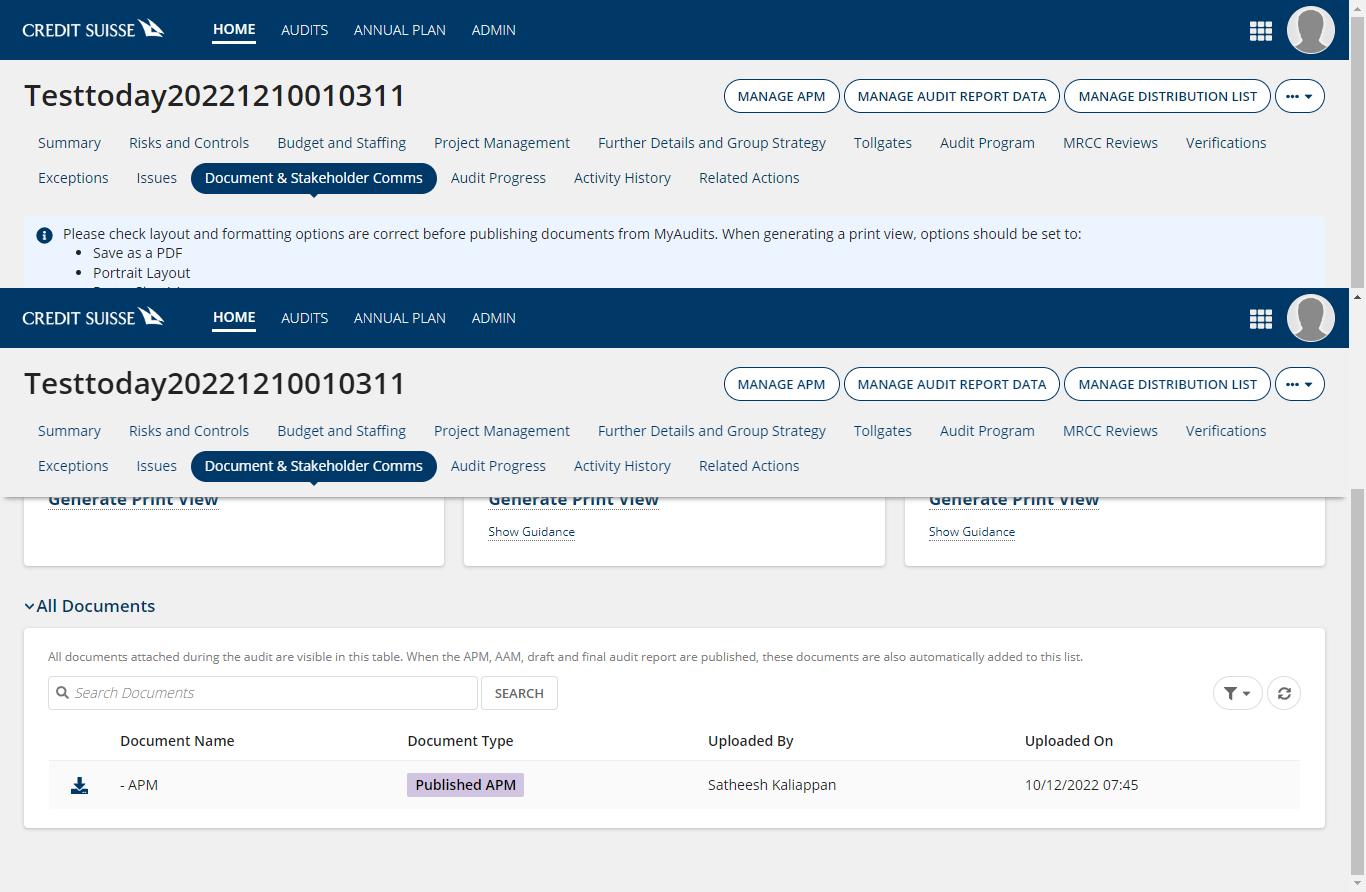 CREDIT SUISSE HOME AUDITS ANNUAL PLAN ADMIN
Testtoday20221210010311 MANAGE APM MANAGE AUDIT REPORT DATA MANAGE DISTRIBUTION LIST
Summary Risks and Controls Budget and Staffing Project Management Further Details and Group Strategy Tollgates Audit Program MRCC Reviews Verifications
Exceptions Issues Document & Stakeholder Comms Audit Progress Activity History Related Actions
Please check layout and formatting options are correct before publishing documents from MyAudits. When generating a print view, options should be set to:
• Save as a PDF
• Portrait Layout
CREDIT SUISSE HOME AUDITS ANNUAL PLAN ADMIN
Testtoday20221210010311 MANAGE APM MANAGE AUDIT REPORT DATA MANAGE DISTRIBUTION LIST
Summary Risks and Controls Budget and Staffing Project Management Further Details and Group Strategy Tollgates Audit Program MRCC Reviews Verifications
Exceptions Issues Document & Stakeholder Comms Audit Progress Activity History Related Actions
Generate Print View Generate Print View Generate Print View
Show Guidance Show Guidance
All Documents
All documents attached during the audit are visible in this table. When the APM, AAM, draft and final audit report are published, these documents are also automatically added to this list.
Search Documents SEARCH
Document Name Document Type Uploaded By Uploaded On
- APM Published APM Satheesh Kaliappan 10/12/2022 07:45